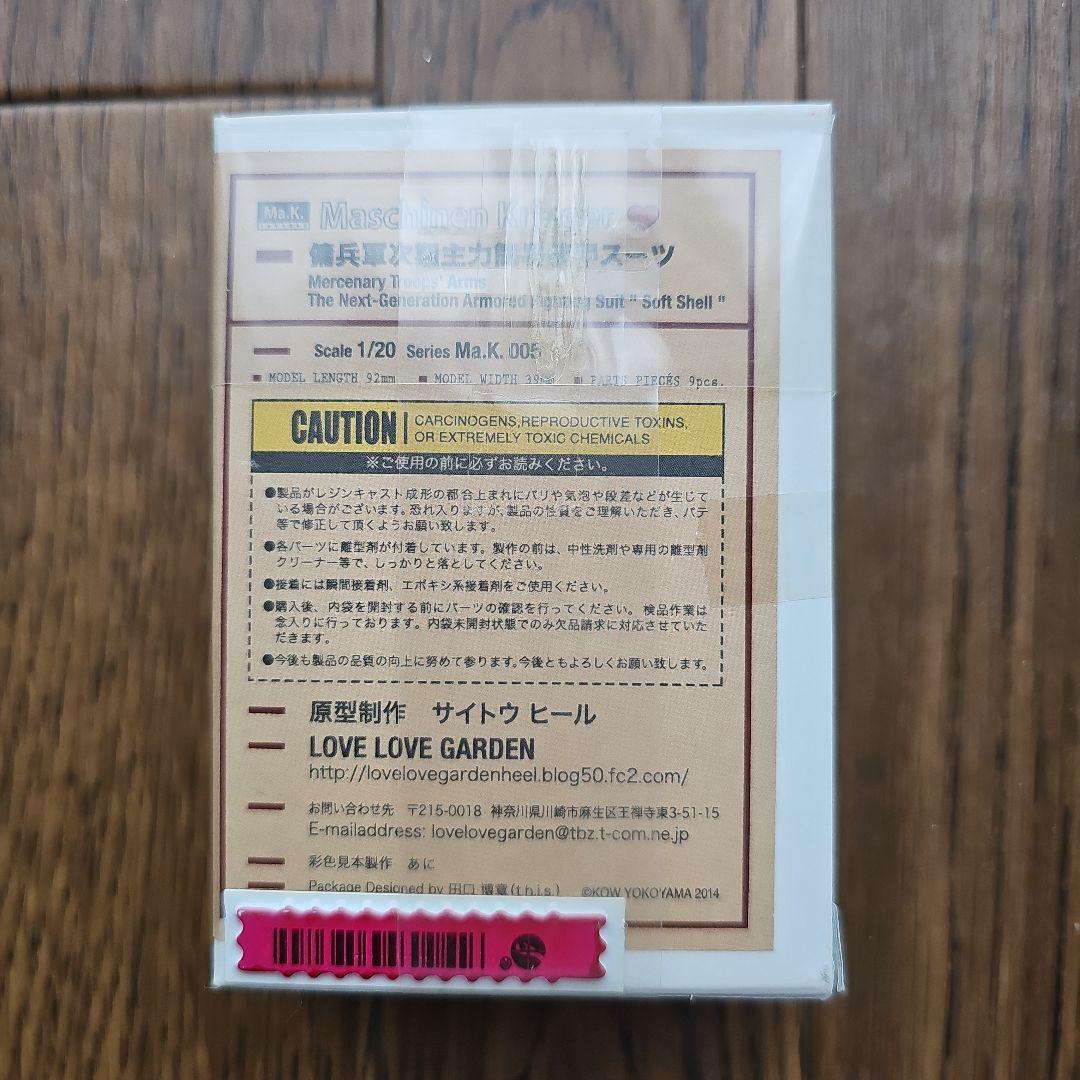 Ma.K. Maschinen Krueger
傭兵軍次期主力戦闘装甲スーツ
Mercenary Troops' Arms
The Next-Generation Armored Fighting Suit " Soft Shell "
Scale 1/20 Series Ma.K. 005
■ MODEL LENGTH 92mm ■ MODEL WIDTH 39mm ■ PARTS PIECES 9pcs.
CAUTION
CARCINOGENS,REPRODUCTIVE TOXINS,
OR EXTREMELY TOXIC CHEMICALS
※ご使用の前に必ずお読みください。
●製品がレジンキャスト成形の都合上まれにバリや気泡や段差などが生じて
いる場合がございます。恐れ入りますが、製品の性質をご理解いただき、パテ
等で修正して頂くようお願い致します。
●各パーツに離型剤が付着しています。製作の前は、中性洗剤や専用の離型剤
クリーナー等で、しっかりと落としてください。
●接着には瞬間接着剤、エポキシ系接着剤をご使用ください。
●購入後、内袋を開封する前にパーツの確認を行ってください。検品作業は
念入りに行っております。内袋未開封状態でのみ欠品請求に対応させていた
だきます。
●今後も製品の品質の向上に努めて参ります。今後ともよろしくお願い致します。
原型制作 サイトウ ヒール
LOVE LOVE GARDEN
http://lovelovegardenheel.blog50.fc2.com/
お問い合わせ先 〒215-0018 神奈川県川崎市麻生区王禅寺東3-51-15
E-mailaddress: lovelovegarden@tbz.t-com.ne.jp
彩色見本製作 あに
Package Designed by 田口 博章(t.h.i.s.) ©KOW YOKOYAMA 2014